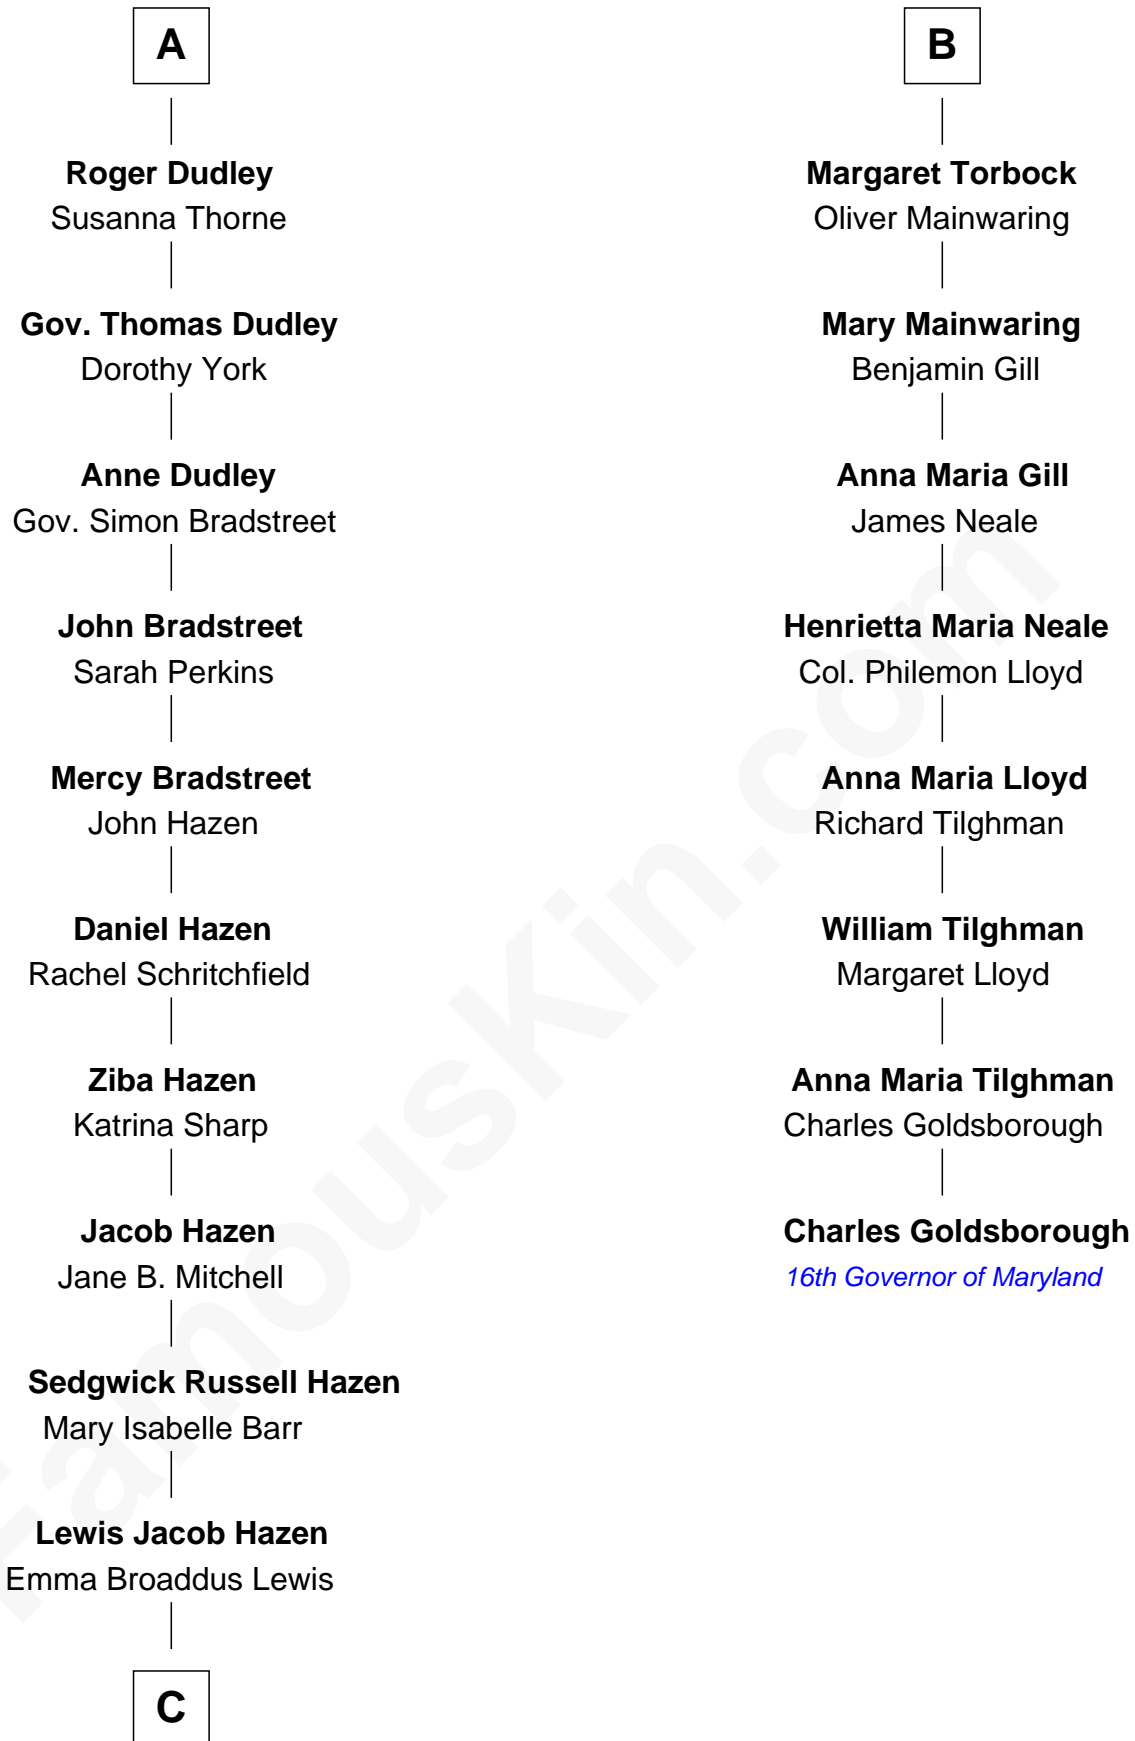 A
Roger Dudley
Susanna Thorne
Gov. Thomas Dudley
Dorothy York
Anne Dudley
Gov. Simon Bradstreet
John Bradstreet
Sarah Perkins
Mercy Bradstreet
John Hazen
Daniel Hazen
Rachel Schritchfield
Ziba Hazen
Katrina Sharp
Jacob Hazen
Jane B. Mitchell
Sedgwick Russell Hazen
Mary Isabelle Barr
Lewis Jacob Hazen
Emma Broaddus Lewis
C
B
Margaret Torbock
Oliver Mainwaring
Mary Mainwaring
Benjamin Gill
Anna Maria Gill
James Neale
Henrietta Maria Neale
Col. Philemon Lloyd
Anna Maria Lloyd
Richard Tilghman
William Tilghman
Margaret Lloyd
Anna Maria Tilghman
Charles Goldsborough
Charles Goldsborough
16th Governor of Maryland
FamousKin.com